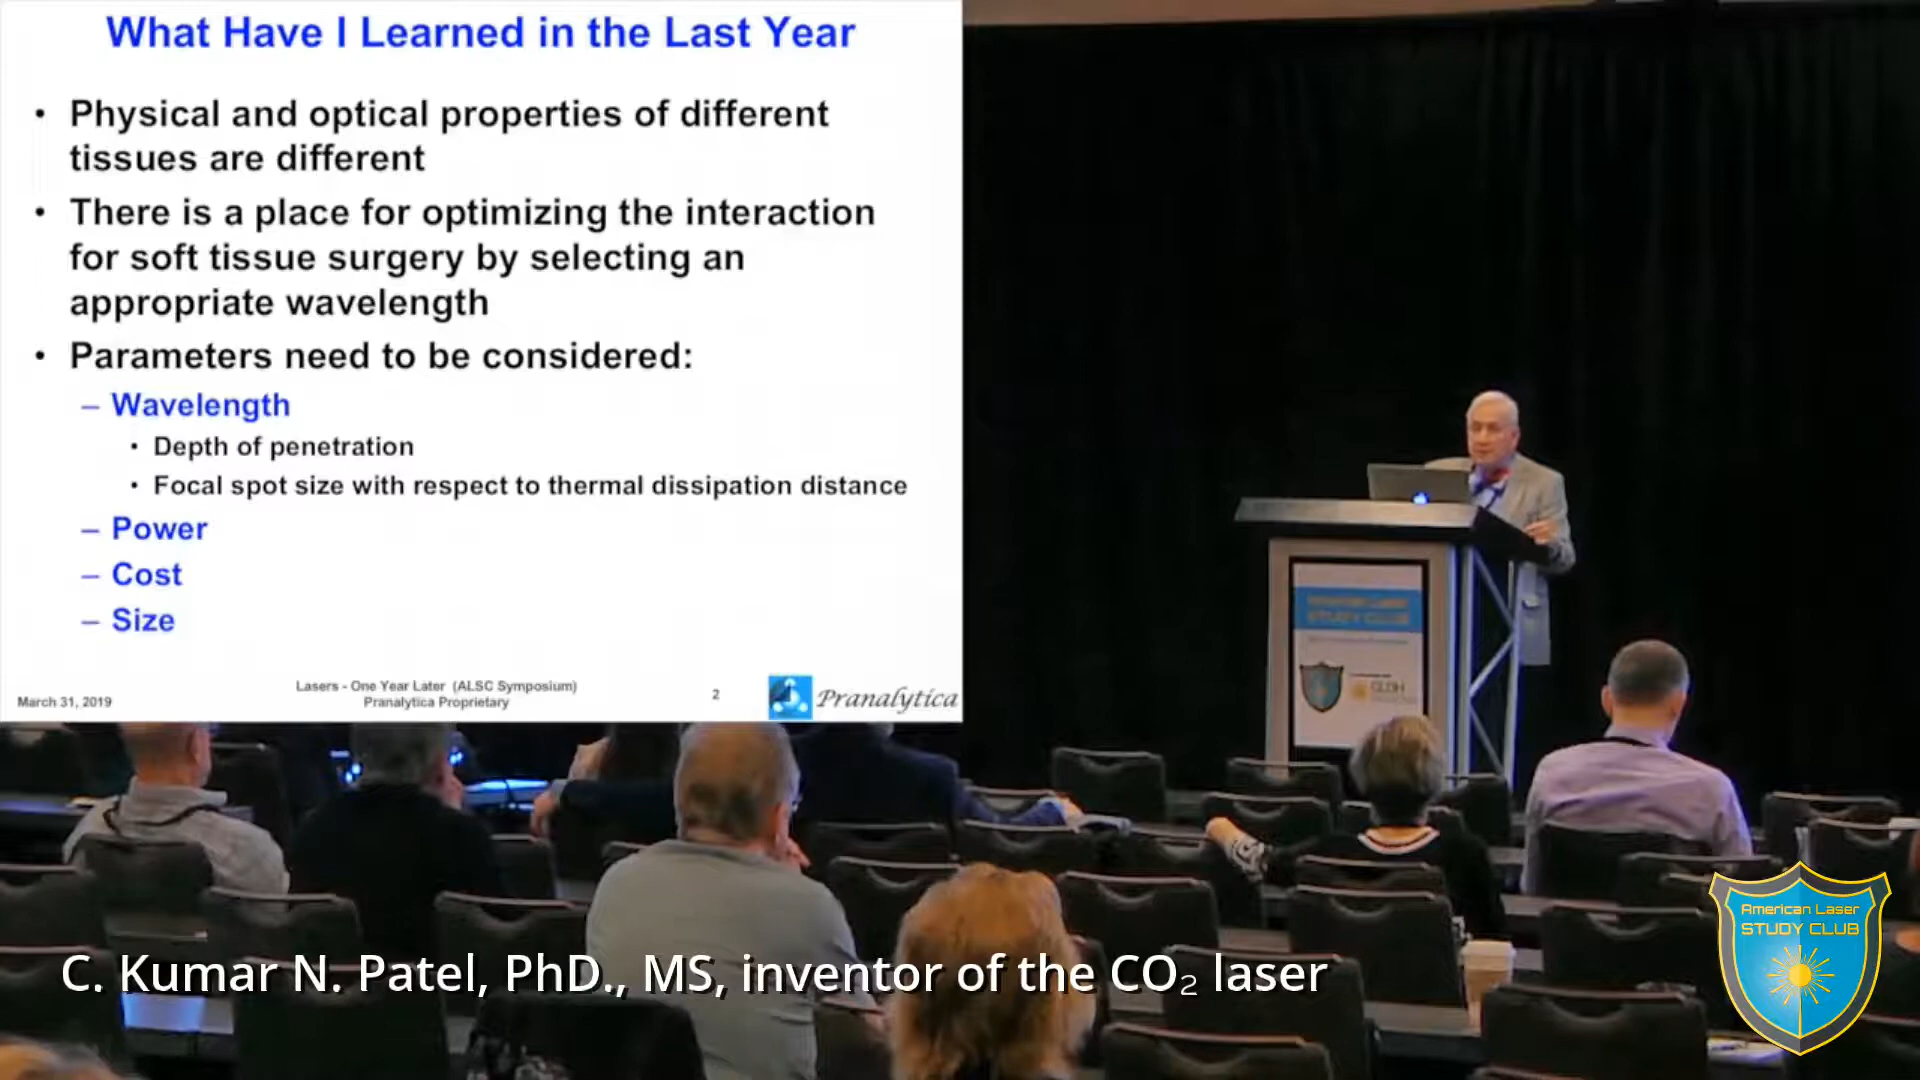 What Have I Learned in the Last Year
• Physical and optical properties of different
tissues are different
• There is a place for optimizing the interaction
for soft tissue surgery by selecting an
appropriate wavelength
• Parameters need to be considered:
– Wavelength
• Depth of penetration
• Focal spot size with respect to thermal dissipation distance
– Power
– Cost
– Size
March 31, 2019
Lasers - One Year Later (ALSC Symposium)
Pranalytica Proprietary
2
Pranalytica
STUDY CLUB
American Laser
STUDY CLUB
C. Kumar N. Patel, PhD., MS, inventor of the CO₂ laser